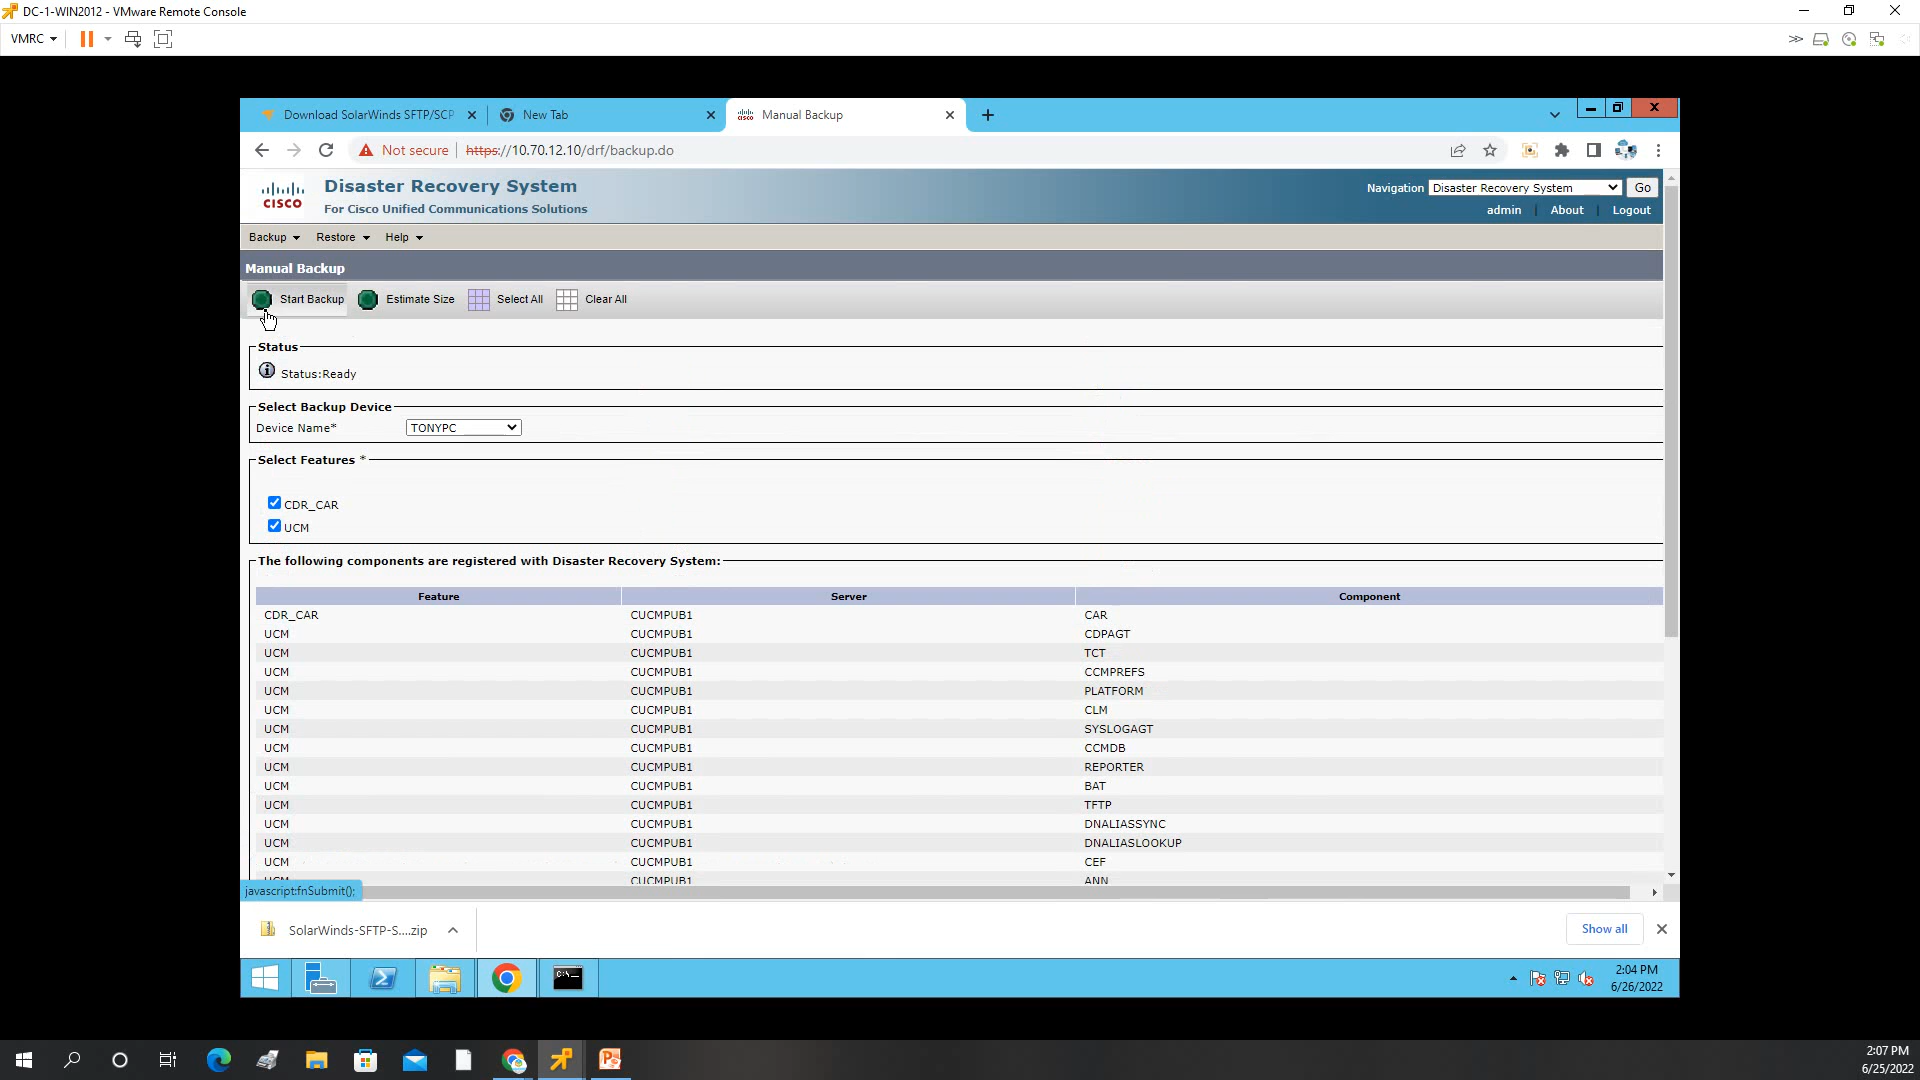 DC-1-WIN2012 - VMware Remote Console
VMRC
Download SolarWinds SFTP/SCP
New Tab
Manual Backup
Not secure https://10.70.12.10/drf/backup.do
CISCO
Disaster Recovery System
For Cisco Unified Communications Solutions
Navigation Disaster Recovery System Go
admin | About | Logout
Backup Restore Help
Manual Backup
Start Backup Estimate Size Select All Clear All
Status
Status:Ready
Select Backup Device
Device Name* TONYPC
Select Features *
CDR_CAR
UCM
The following components are registered with Disaster Recovery System:
Feature Server Component
CDR_CAR CUCMPUB1 CAR
UCM CUCMPUB1 CDPAGT
UCM CUCMPUB1 TCT
UCM CUCMPUB1 CCMPREFS
UCM CUCMPUB1 PLATFORM
UCM CUCMPUB1 CLM
UCM CUCMPUB1 SYSLOGAGT
UCM CUCMPUB1 CCMDB
UCM CUCMPUB1 REPORTER
UCM CUCMPUB1 BAT
UCM CUCMPUB1 TFTP
UCM CUCMPUB1 DNALIASSYNC
UCM CUCMPUB1 DNALIASLOOKUP
UCM CUCMPUB1 CEF
UCM CUCMPUB1 ANN
javascript:fnSubmit();
SolarWinds-SFTP-S....zip
Show all
2:04 PM
6/26/2022
2:07 PM
6/25/2022